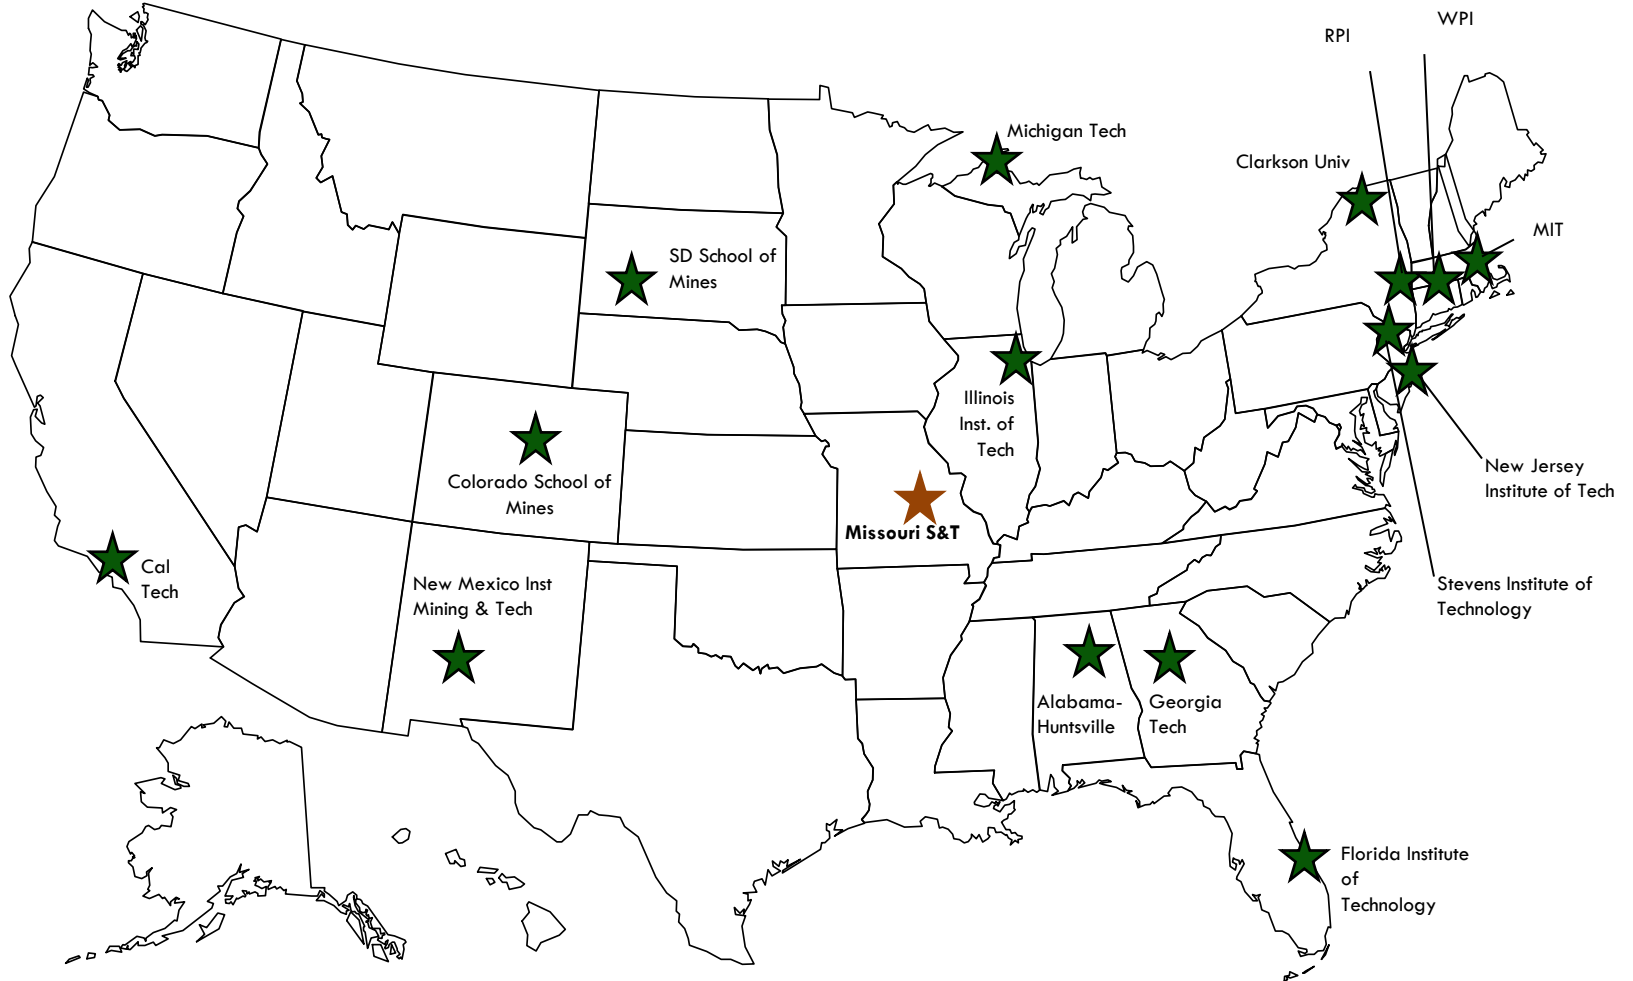 WPI
RPI
Michigan Tech
Clarkson Univ
MIT
SD School of
Mines
Illinois
Inst. of
Tech
New Jersey
Institute of Tech
Colorado School of
Mines
Missouri S&T
Cal
Tech
New Mexico Inst
Mining & Tech
Stevens Institute of
Technology
Alabama-
Huntsville
Georgia
Tech
Florida Institute
of
Technology